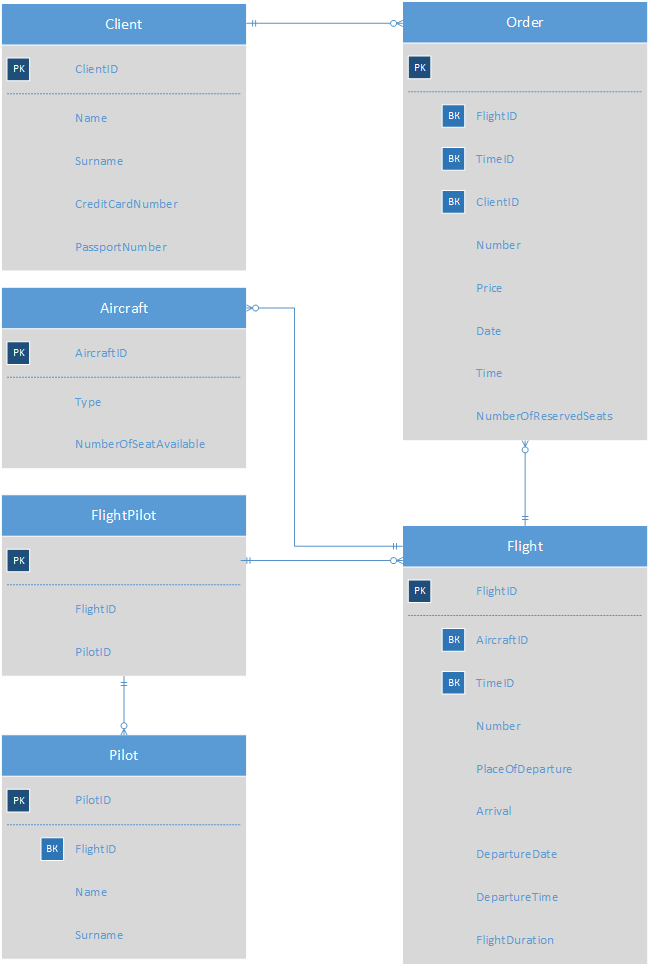 Client
PK ClientID
Name
Surname
CreditCardNumber
PassportNumber
Order
PK
BK FlightID
BK TimeID
BK ClientID
Number
Price
Date
Time
NumberOfReservedSeats
Aircraft
PK AircraftID
Type
NumberOfSeatAvailable
FlightPilot
PK
FlightID
PilotID
Flight
PK FlightID
BK AircraftID
BK TimeID
Number
PlaceOfDeparture
Arrival
DepartureDate
DepartureTime
FlightDuration
Pilot
PK PilotID
BK FlightID
Name
Surname